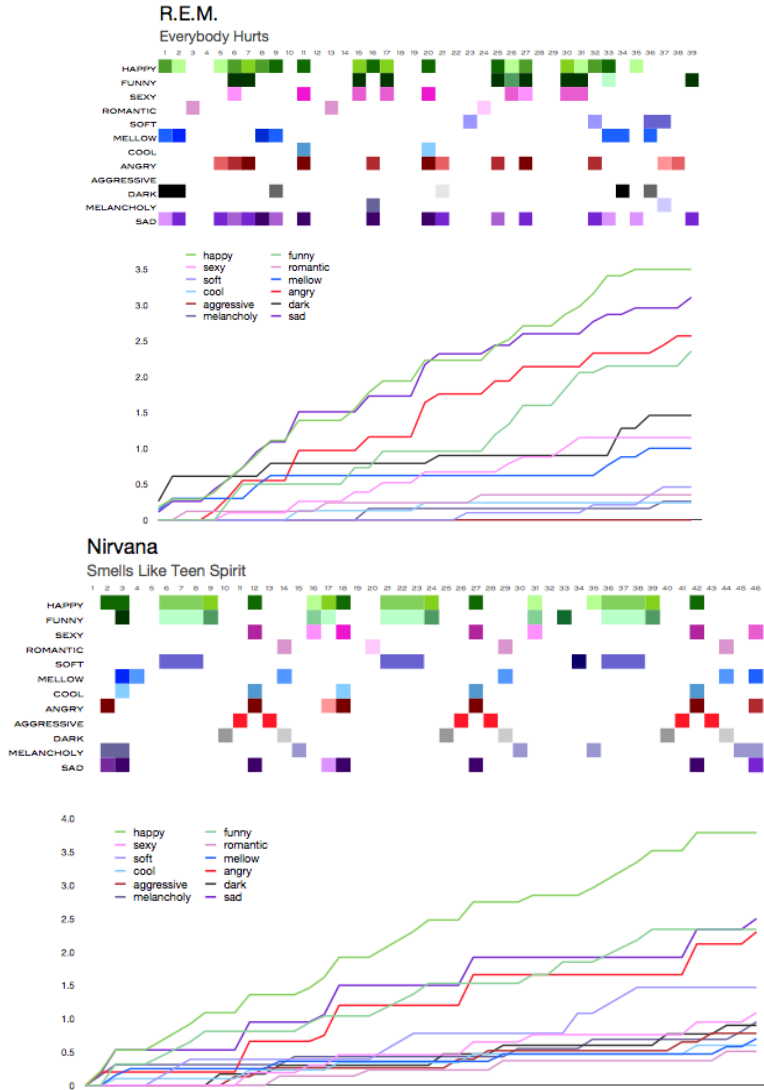 R.E.M.
Everybody Hurts
1 2 3 4 5 6 7 8 9 10 11 12 13 14 15 16 17 18 19 20 21 22 23 24 25 26 27 28 29 30 31 32 33 34 35 36 37 38 39
HAPPY
FUNNY
SEXY
ROMANTIC
SOFT
MELLOW
COOL
ANGRY
AGGRESSIVE
DARK
MELANCHOLY
SAD
happy funny
sexy romantic
soft mellow
cool angry
aggressive dark
melancholy sad
3.5
3.0
2.5
2.0
1.5
1.0
0.5
0
Nirvana
Smells Like Teen Spirit
1 2 3 4 5 6 7 8 9 10 11 12 13 14 15 16 17 18 19 20 21 22 23 24 25 26 27 28 29 30 31 32 33 34 35 36 37 38 39 40 41 42 43 44 45 46
HAPPY
FUNNY
SEXY
ROMANTIC
SOFT
MELLOW
COOL
ANGRY
AGGRESSIVE
DARK
MELANCHOLY
SAD
happy funny
sexy romantic
soft mellow
cool angry
aggressive dark
melancholy sad
4.0
3.5
3.0
2.5
2.0
1.5
1.0
0.5
0